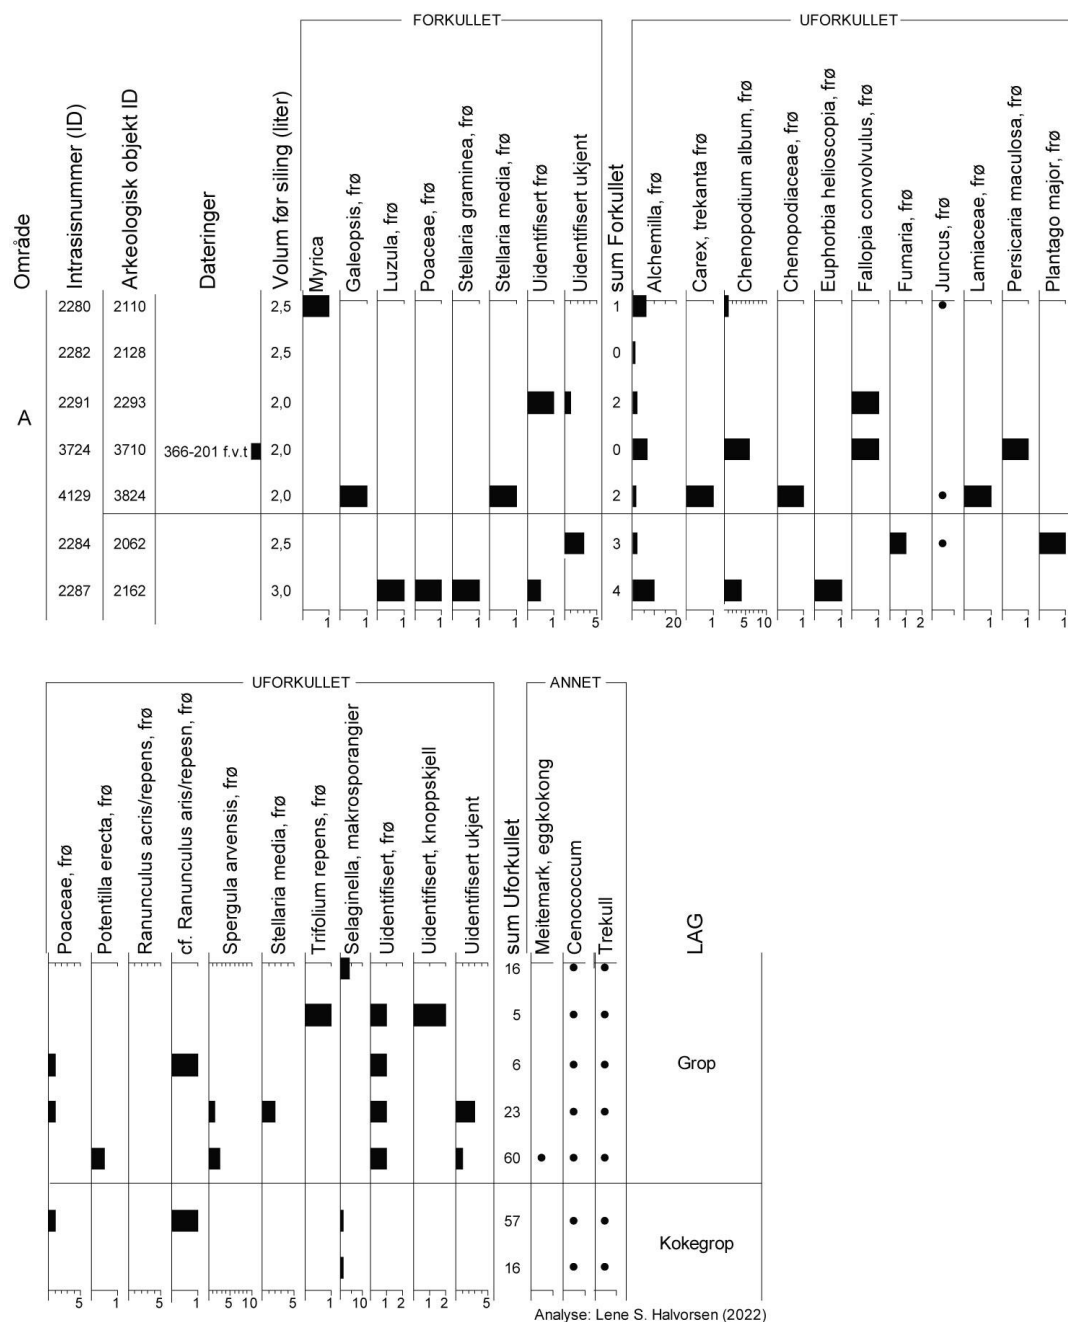 FORKULLET
UFORKULLET
Område
Intrasisnummer (ID)
Arkeologisk objekt ID
Dateringer
Volum før siling (liter)
Myrica
Galeopsis, frø
Luzula, frø
Poaceae, frø
Stellaria graminea, frø
Stellaria media, frø
Uidentifisert frø
Uidentifisert ukjent
sum Forkullet
Alchemilla, frø
Carex, trekanta frø
Chenopodium album, frø
Chenopodiaceae, frø
Euphorbia helioscopia, frø
Fallopia convolvulus, frø
Fumaria, frø
Juncus, frø
Lamiaceae, frø
Persicaria maculosa, frø
Plantago major, frø
2280 2110 2,5 1
2282 2128 2,5 0
A
2291 2293 2,0 2
3724 3710 366-201 f.v.t 2,0 0
4129 3824 2,0 2
2284 2062 2,5 3
2287 2162 3,0 4
1 1 1 1 1 1 1 5 20 1 5 10 1 1 1 1 2 1 1 1
UFORKULLET
ANNET
Poaceae, frø
Potentilla erecta, frø
Ranunculus acris/repens, frø
cf. Ranunculus aris/repesn, frø
Spergula arvensis, frø
Stellaria media, frø
Trifolium repens, frø
Selaginella, makrosporangier
Uidentifisert, frø
Uidentifisert, knoppskjell
Uidentifisert ukjent
sum Uforkullet
Meitemark, eggkokong
Cenococcum
Trekull
LAG
16
5
6 Grop
23
60
57
Kokegrop
16
5 1 1 5 10 5 1 10 1 2 1 2 5
Analyse: Lene S. Halvorsen (2022)